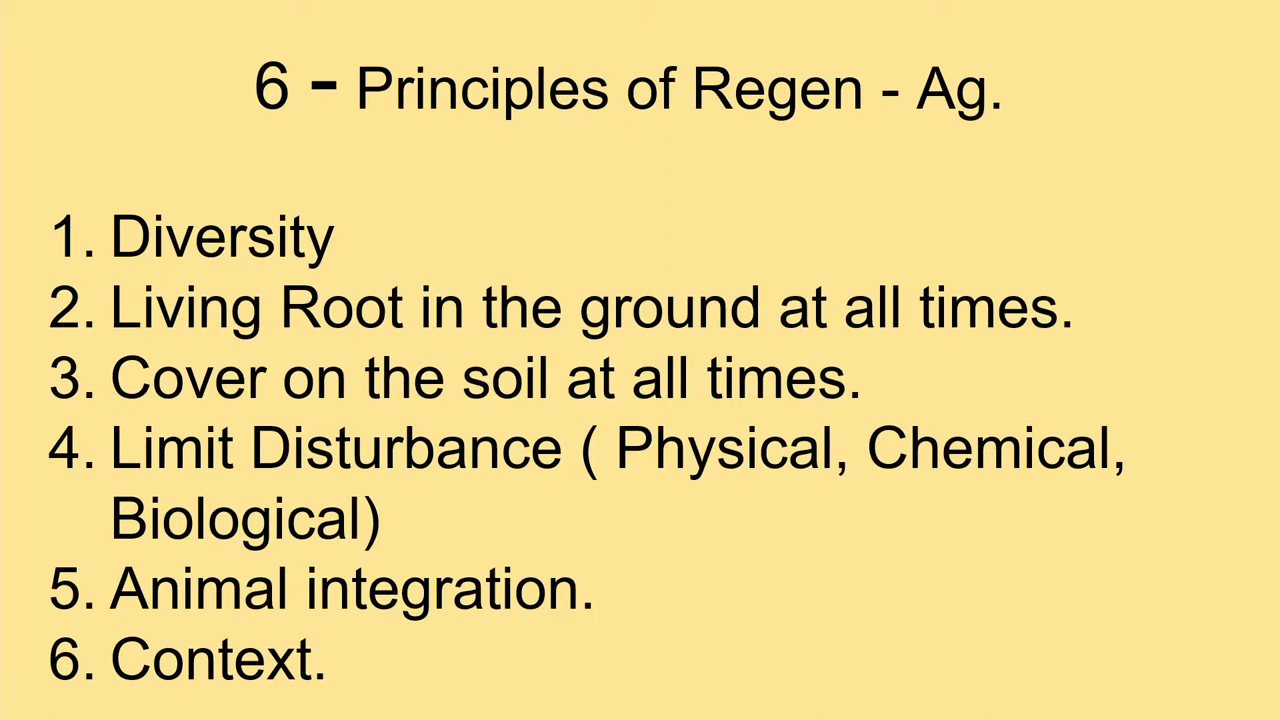 6 - Principles of Regen - Ag.
1. Diversity
2. Living Root in the ground at all times.
3. Cover on the soil at all times.
4. Limit Disturbance ( Physical, Chemical,
Biological)
5. Animal integration.
6. Context.